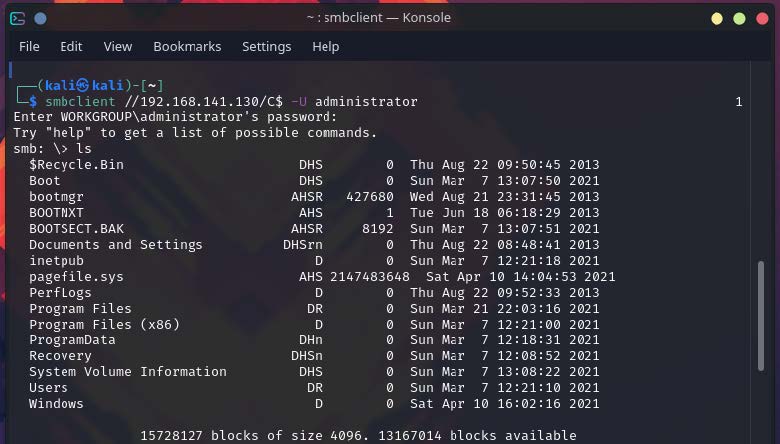 ~ : smbclient — Konsole
File Edit View Bookmarks Settings Help
┌──(kali㉿kali)-[~]
└─$ smbclient //192.168.141.130/C$ -U administrator 1
Enter WORKGROUP\administrator's password:
Try "help" to get a list of possible commands.
smb: \> ls
$Recycle.Bin DHS 0 Thu Aug 22 09:50:45 2013
Boot DHS 0 Sun Mar 7 13:07:50 2021
bootmgr AHSR 427680 Wed Aug 21 23:31:45 2013
BOOTNXT AHS 1 Tue Jun 18 06:18:29 2013
BOOTSECT.BAK AHSR 8192 Sun Mar 7 13:07:51 2021
Documents and Settings DHSrn 0 Thu Aug 22 08:48:41 2013
inetpub D 0 Sun Mar 7 12:21:18 2021
pagefile.sys AHS 2147483648 Sat Apr 10 14:04:53 2021
PerfLogs D 0 Thu Aug 22 09:52:33 2013
Program Files DR 0 Sun Mar 21 22:03:16 2021
Program Files (x86) D 0 Sun Mar 7 12:21:00 2021
ProgramData DHn 0 Sun Mar 7 12:18:31 2021
Recovery DHSn 0 Sun Mar 7 12:08:52 2021
System Volume Information DHS 0 Sun Mar 7 13:08:22 2021
Users DR 0 Sun Mar 7 12:21:10 2021
Windows D 0 Sat Apr 10 16:02:16 2021
15728127 blocks of size 4096. 13167014 blocks available